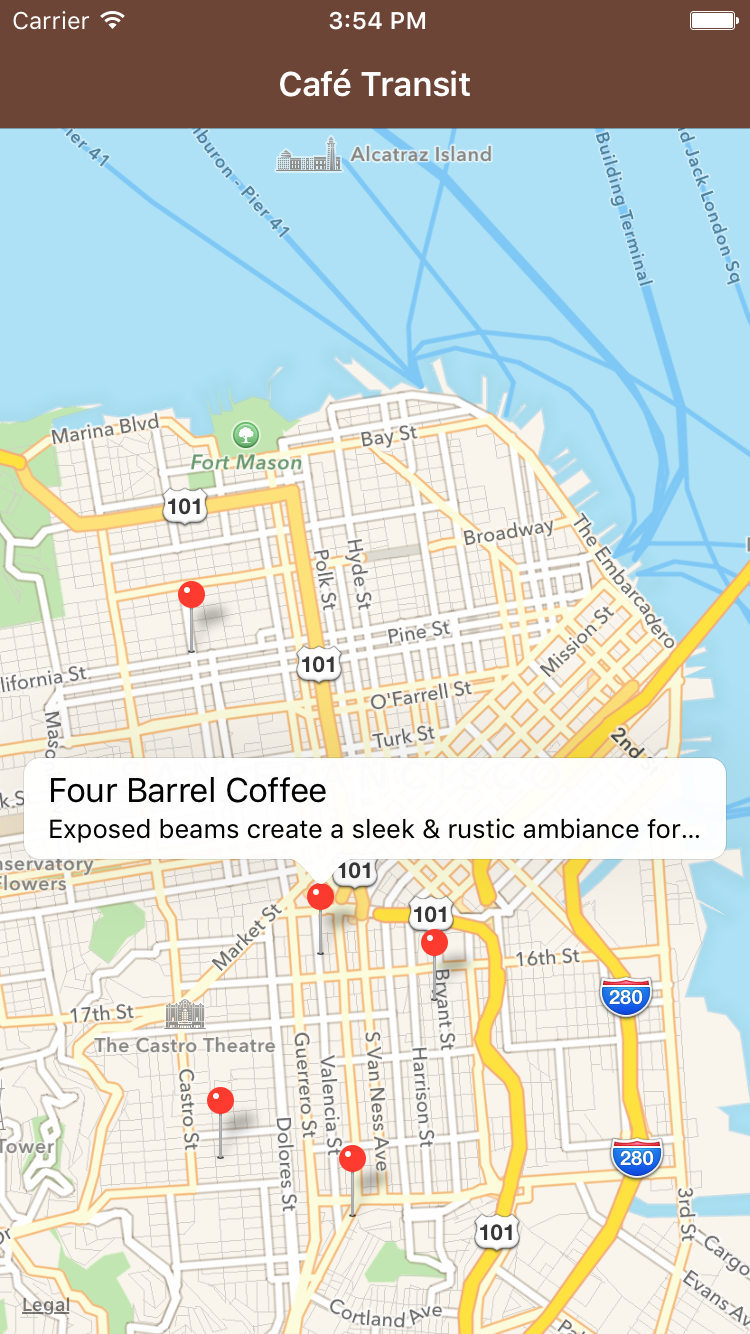 Carrier 3:54 PM
Café Transit
Alcatraz Island
ier 41
buron - Pier 41
Building Terminal
d Jack London Sq
Marina Blvd
Bay St
Fort Mason
101
Broadway
The Embarcadero
Polk St
Hyde St
Pine St
Mission St
101
lifornia St.
O'Farrell St
Turk St
2nd
Four Barrel Coffee
Exposed beams create a sleek & rustic ambiance for...
servatory
lowers
101
101
Market St
16th St
Bryant St
280
17th St
The Castro Theatre
Castro St
Guerrero St
Valencia St
S Van Ness Ave
Harrison St
Dolores St
Tower
280
101
3rd St
Cargo
Evans Av
Cortland Ave
Legal